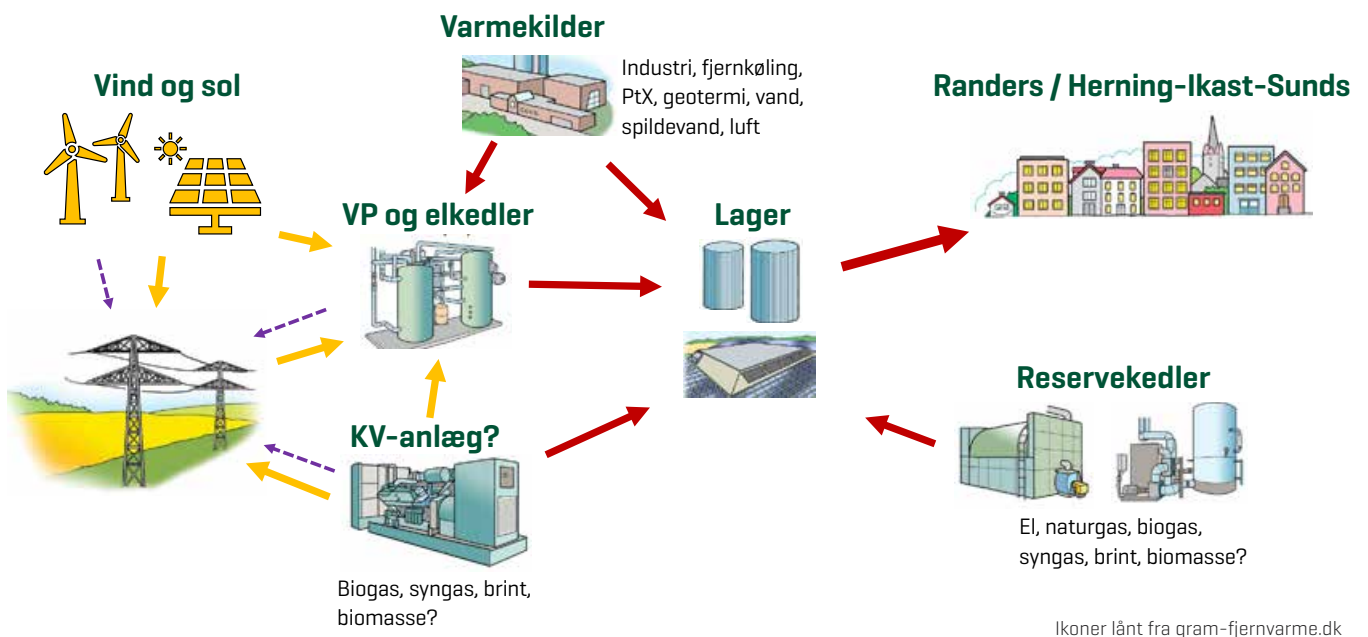 Varmekilder
Industri, fjernkøling,
PtX, geotermi, vand,
spildevand, luft
Vind og sol
Randers / Herning-Ikast-Sunds
VP og elkedler
Lager
Reservekedler
El, naturgas, biogas,
syngas, brint, biomasse?
KV-anlæg?
Biogas, syngas, brint,
biomasse?
Ikoner lånt fra gram-fjernvarme.dk